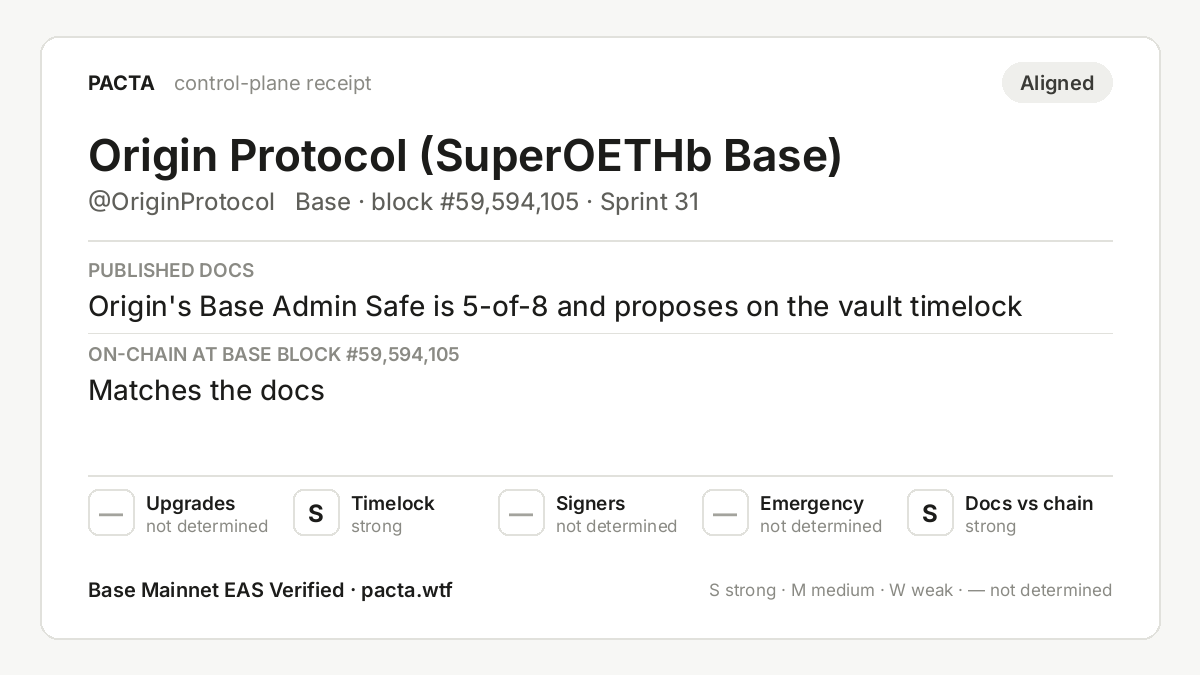 PACTA control-plane receipt Aligned
Origin Protocol (SuperOETHb Base)
@OriginProtocol Base · block #59,594,105 · Sprint 31
PUBLISHED DOCS
Origin's Base Admin Safe is 5-of-8 and proposes on the vault timelock
ON-CHAIN AT BASE BLOCK #59,594,105
Matches the docs
— Upgrades
not determined
S Timelock
strong
— Signers
not determined
— Emergency
not determined
S Docs vs chain
strong
Base Mainnet EAS Verified · pacta.wtf
S strong · M medium · W weak · — not determined